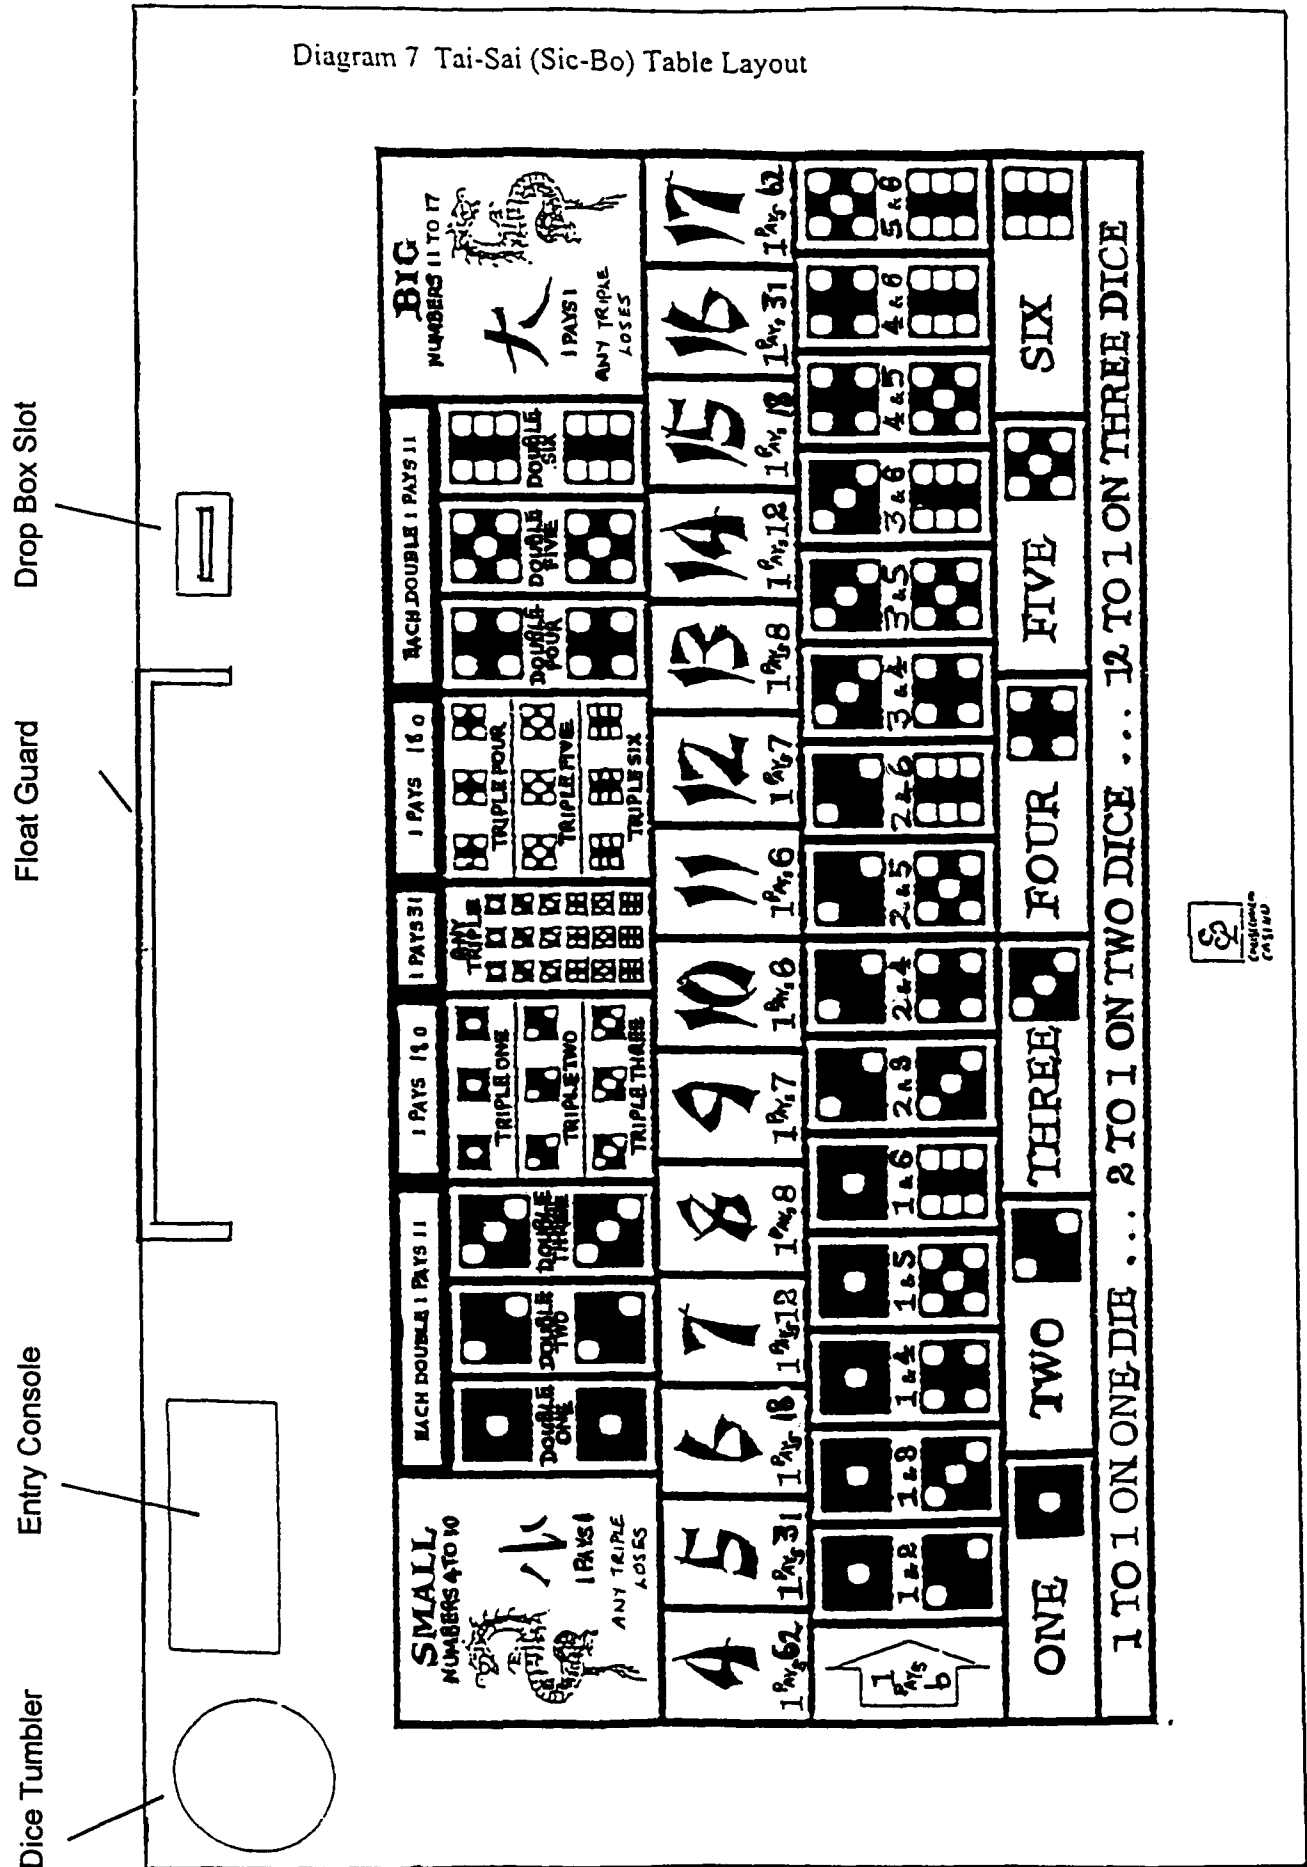 Diagram 7 Tai-Sai (Sic-Bo) Table Layout
Dice Tumbler
Entry Console
Float Guard
Drop Box Slot
SMALL
NUMBERS 4 TO 10
小
1 PAYS 1
ANY TRIPLE
LOSES
EACH DOUBLE 1 PAYS 11
DOUBLE
ONE
DOUBLE
TWO
DOUBLE
THREE
1 PAYS 180
TRIPLE ONE
TRIPLE TWO
TRIPLE THREE
1 PAYS 31
ANY
TRIPLE
1 PAYS 180
TRIPLE FOUR
TRIPLE FIVE
TRIPLE SIX
EACH DOUBLE 1 PAYS 11
DOUBLE
FOUR
DOUBLE
FIVE
DOUBLE
SIX
BIG
NUMBERS 11 TO 17
大
1 PAYS 1
ANY TRIPLE
LOSES
4
1 PAYS 62
5
1 PAYS 31
6
1 PAYS 18
7
1 PAYS 12
8
1 PAYS 8
9
1 PAYS 7
10
1 PAYS 6
11
1 PAYS 6
12
1 PAYS 7
13
1 PAYS 8
14
1 PAYS 12
15
1 PAYS 18
16
1 PAYS 31
17
1 PAYS 62
1
PAYS
6
1 & 2
1 & 3
1 & 4
1 & 5
1 & 6
2 & 3
2 & 4
2 & 5
2 & 6
3 & 4
3 & 5
3 & 6
4 & 5
4 & 6
5 & 6
ONE
TWO
THREE
FOUR
FIVE
SIX
1 TO 1 ON ONE DIE ... 2 TO 1 ON TWO DICE ... 12 TO 1 ON THREE DICE
CASINO